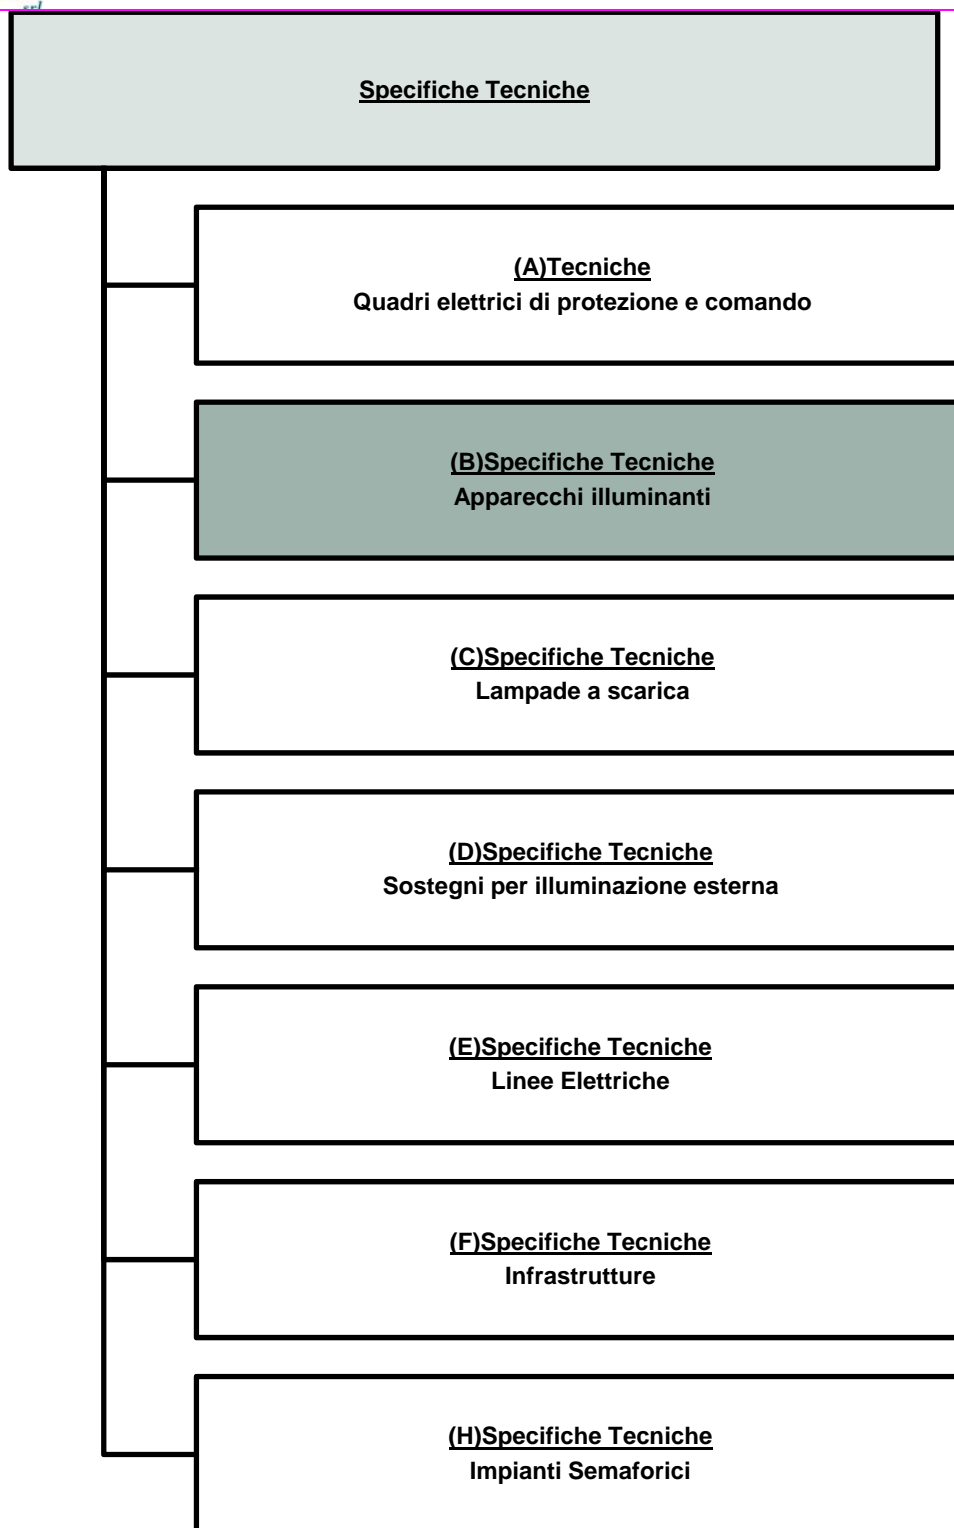 srl
Specifiche Tecniche
(A)Tecniche
Quadri elettrici di protezione e comando
(B)Specifiche Tecniche
Apparecchi illuminanti
(C)Specifiche Tecniche
Lampade a scarica
(D)Specifiche Tecniche
Sostegni per illuminazione esterna
(E)Specifiche Tecniche
Linee Elettriche
(F)Specifiche Tecniche
Infrastrutture
(H)Specifiche Tecniche
Impianti Semaforici